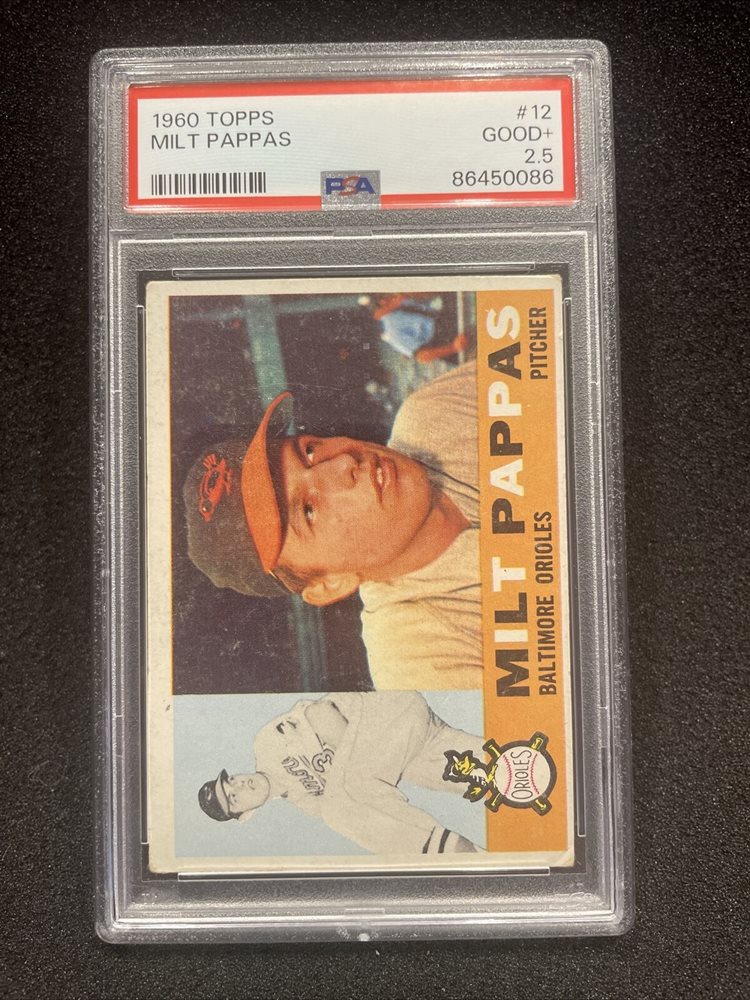 1960 TOPPS #12
MILT PAPPAS GOOD+
2.5
PSA 86450086
MILT PAPPAS
BALTIMORE ORIOLES PITCHER
ORIOLES